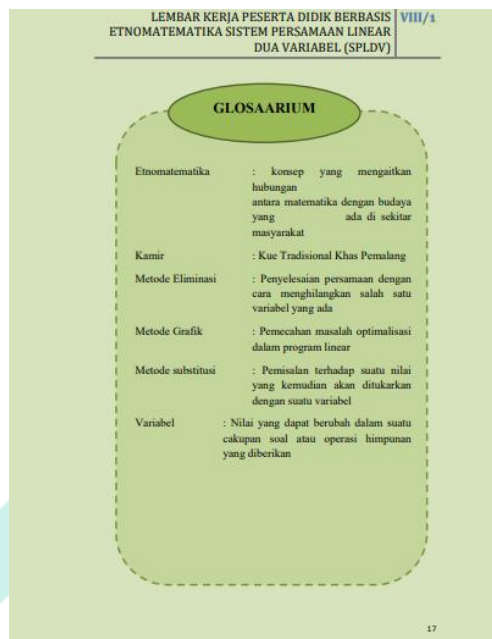 LEMBAR KERJA PESERTA DIDIK BERBASIS VIII/1
ETNOMATEMATIKA SISTEM PERSAMAAN LINEAR
DUA VARIABEL (SPLDV)
GLOSAARIUM
Etnomatematika : konsep yang mengaitkan
hubungan
antara matematika dengan budaya
yang ada di sekitar
masyarakat
Kamir : Kue Tradisional Khas Pemalang
Metode Eliminasi : Penyelesaian persamaan dengan
cara menghilangkan salah satu
variabel yang ada
Metode Grafik : Pemecahan masalah optimalisasi
dalam program linear
Metode substitusi : Pemisalan terhadap suatu nilai
yang kemudian akan ditukarkan
dengan suatu variabel
Variabel : Nilai yang dapat berubah dalam suatu
cakupan soal atau operasi himpunan
yang diberikan
17